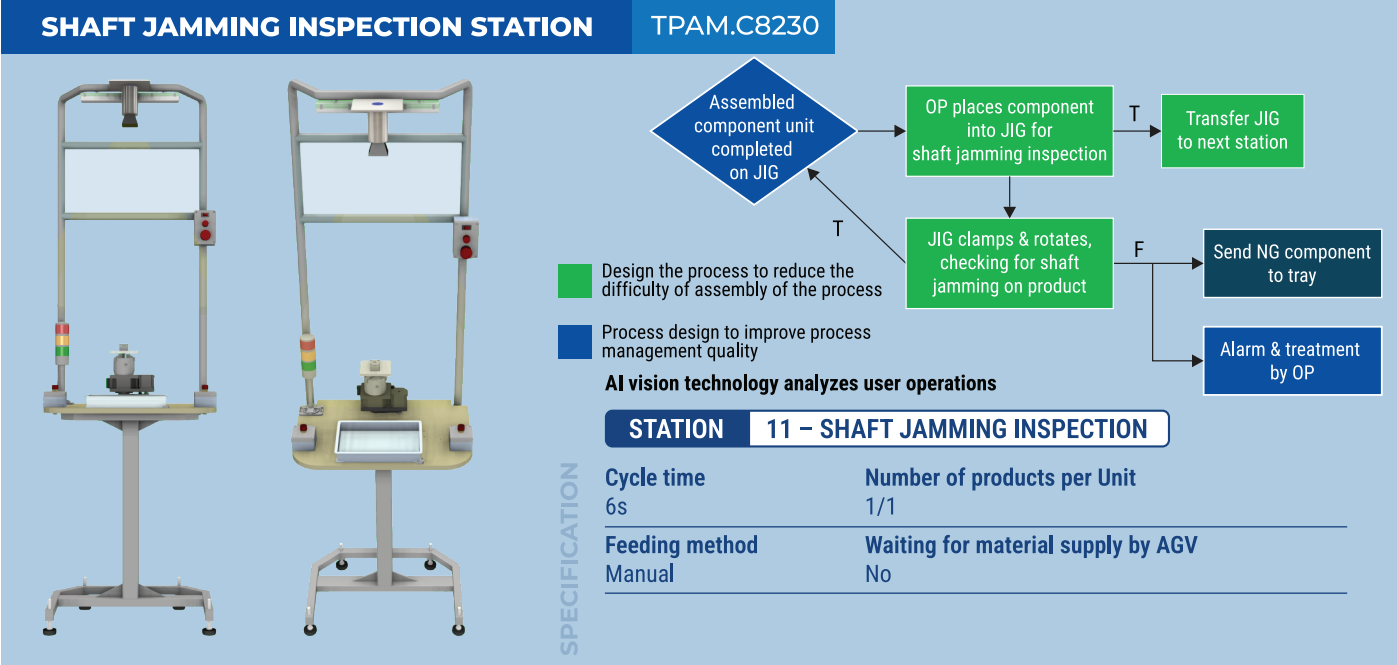 SHAFT JAMMING INSPECTION STATION
TPAM.C8230
Assembled
component unit
completed
on JIG
OP places component
into JIG for
shaft jamming inspection
T
Transfer JIG
to next station
T
JIG clamps & rotates,
checking for shaft
jamming on product
F
Send NG component
to tray
Alarm & treatment
by OP
Design the process to reduce the
difficulty of assembly of the process
Process design to improve process
management quality
AI vision technology analyzes user operations
STATION
11 – SHAFT JAMMING INSPECTION
SPECIFICATION
Cycle time
6s
Number of products per Unit
1/1
Feeding method
Manual
Waiting for material supply by AGV
No